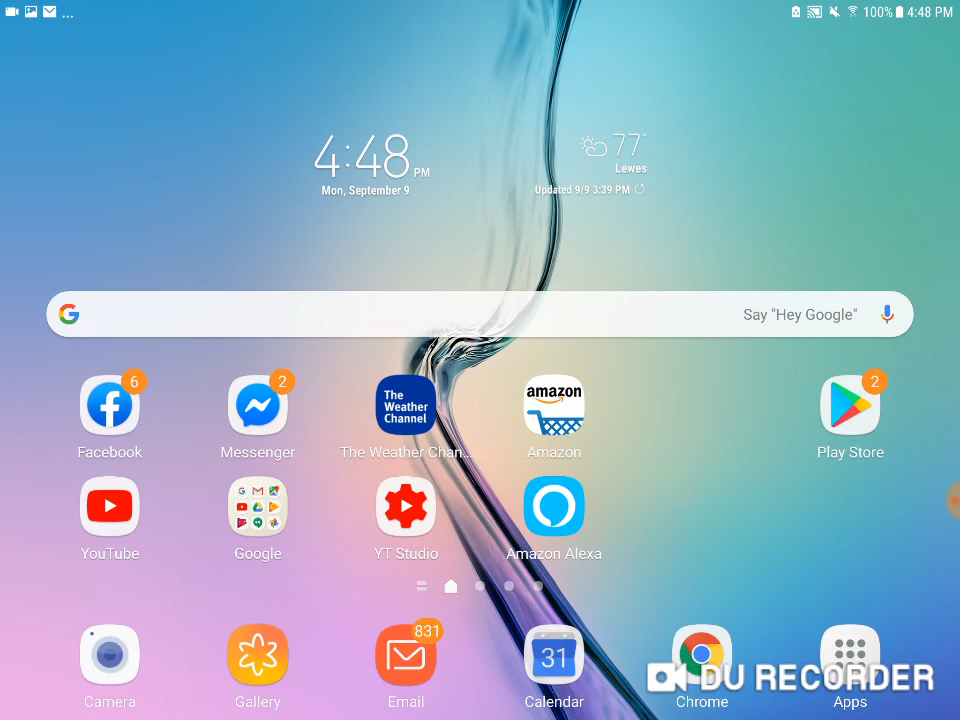 ...
100% 4:48 PM
4:48 PM
Mon, September 9
77°
Lewes
Updated 9/9 3:39 PM
Say "Hey Google"
6
2
The
Weather
Channel
amazon
2
Facebook
Messenger
The Weather Chan...
Amazon
Play Store
YouTube
Google
YT Studio
Amazon Alexa
831
31
DU RECORDER
Camera
Gallery
Email
Calendar
Chrome
Apps